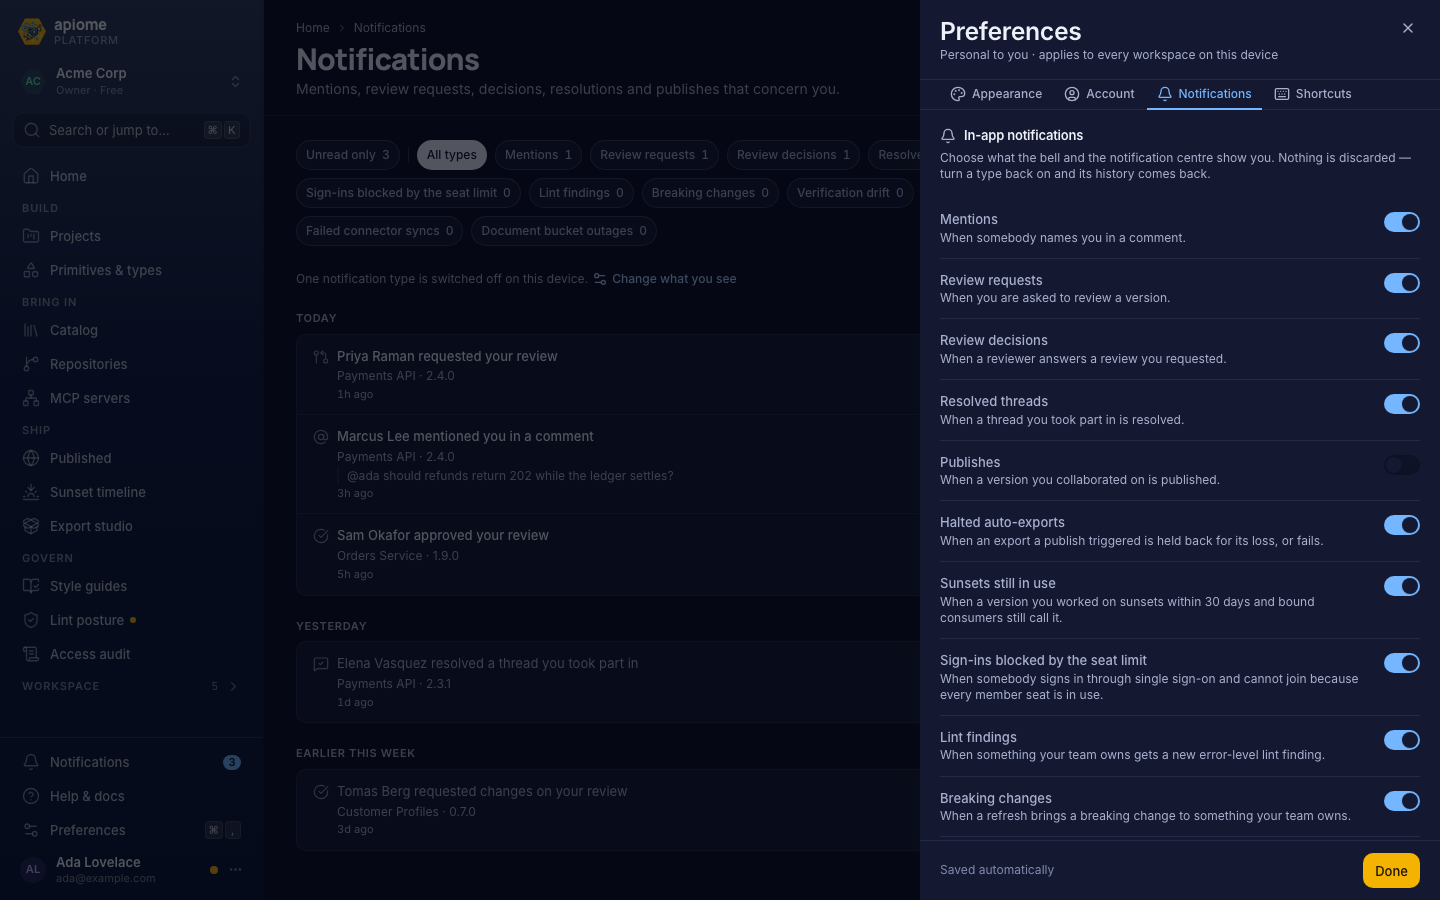 apiome
PLATFORM
AC
Acme Corp
Owner · Free
Search or jump to...
⌘ K
Home
BUILD
Projects
Primitives & types
BRING IN
Catalog
Repositories
MCP servers
SHIP
Published
Sunset timeline
Export studio
GOVERN
Style guides
Lint posture
Access audit
WORKSPACE 5
Notifications 3
Help & docs
Preferences ⌘ ,
AL
Ada Lovelace
ada@example.com
Home > Notifications
Notifications
Mentions, review requests, decisions, resolutions and publishes that concern you.
Unread only 3 All types Mentions 1 Review requests 1 Review decisions 1 Resolve
Sign-ins blocked by the seat limit 0 Lint findings 0 Breaking changes 0 Verification drift 0
Failed connector syncs 0 Document bucket outages 0
One notification type is switched off on this device. Change what you see
TODAY
Priya Raman requested your review
Payments API · 2.4.0
1h ago
Marcus Lee mentioned you in a comment
Payments API · 2.4.0
@ada should refunds return 202 while the ledger settles?
3h ago
Sam Okafor approved your review
Orders Service · 1.9.0
5h ago
YESTERDAY
Elena Vasquez resolved a thread you took part in
Payments API · 2.3.1
1d ago
EARLIER THIS WEEK
Tomas Berg requested changes on your review
Customer Profiles · 0.7.0
3d ago
Preferences
Personal to you · applies to every workspace on this device
Appearance Account Notifications Shortcuts
In-app notifications
Choose what the bell and the notification centre show you. Nothing is discarded —
turn a type back on and its history comes back.
Mentions
When somebody names you in a comment.
Review requests
When you are asked to review a version.
Review decisions
When a reviewer answers a review you requested.
Resolved threads
When a thread you took part in is resolved.
Publishes
When a version you collaborated on is published.
Halted auto-exports
When an export a publish triggered is held back for its loss, or fails.
Sunsets still in use
When a version you worked on sunsets within 30 days and bound
consumers still call it.
Sign-ins blocked by the seat limit
When somebody signs in through single sign-on and cannot join because
every member seat is in use.
Lint findings
When something your team owns gets a new error-level lint finding.
Breaking changes
When a refresh brings a breaking change to something your team owns.
Saved automatically
Done